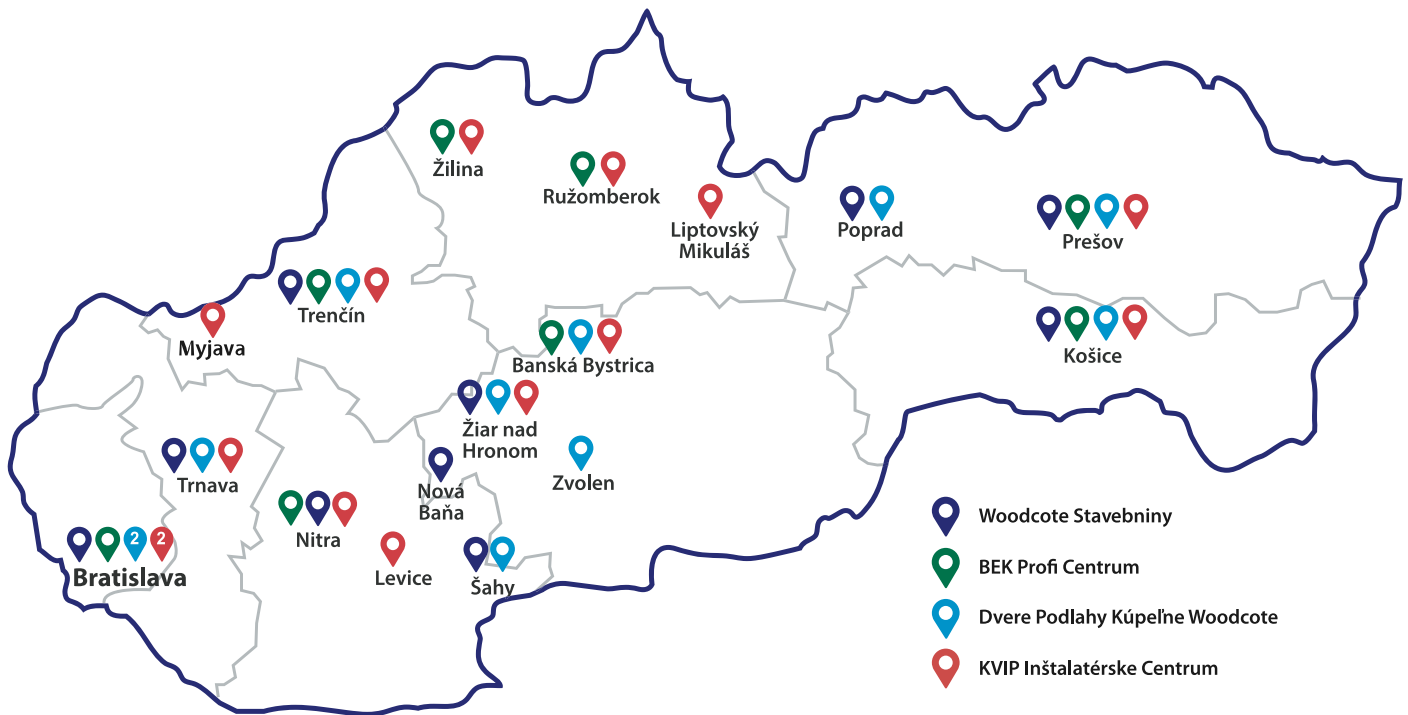 Žilina
Ružomberok
Liptovský
Mikuláš
Poprad
Prešov
Trenčín
Myjava
Banská Bystrica
Košice
Žiar nad
Hronom
Trnava
Nová
Baňa
Zvolen
Nitra
2 2
Bratislava
Levice
Šahy
Woodcote Stavebniny
BEK Profi Centrum
Dvere Podlahy Kúpeľne Woodcote
KVIP Inštalatérske Centrum